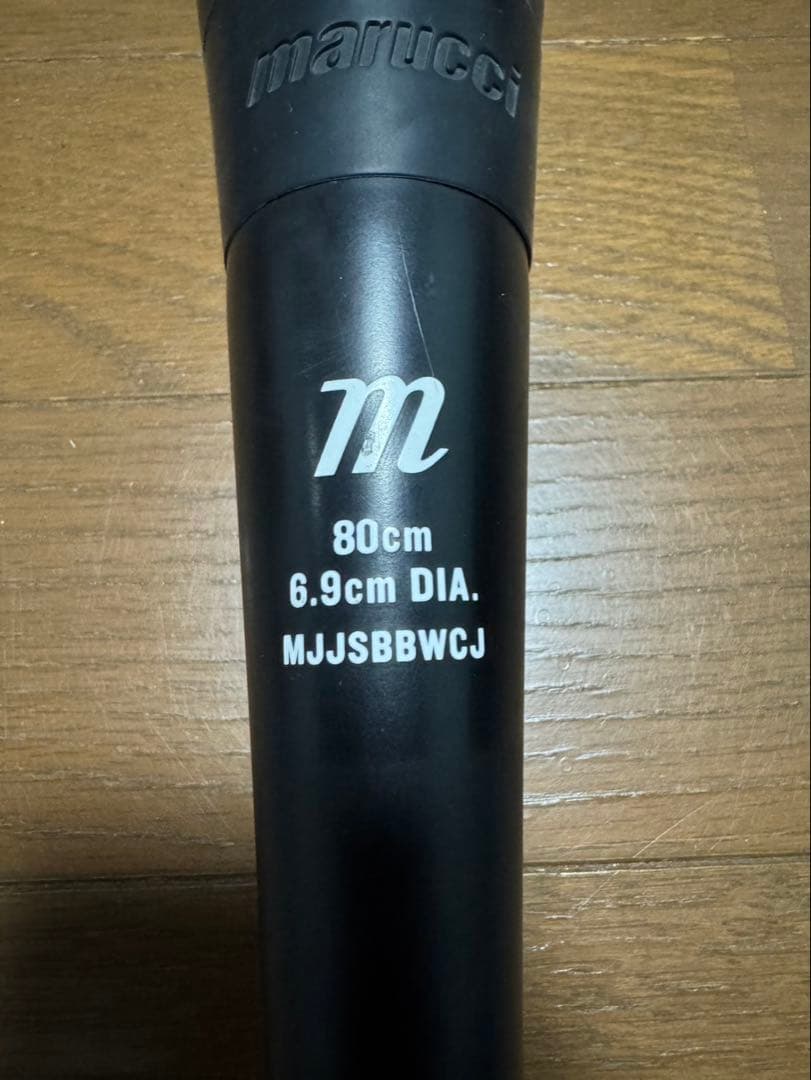 marucci
m
80cm
6.9cm DIA.
MJJSBBWCJ